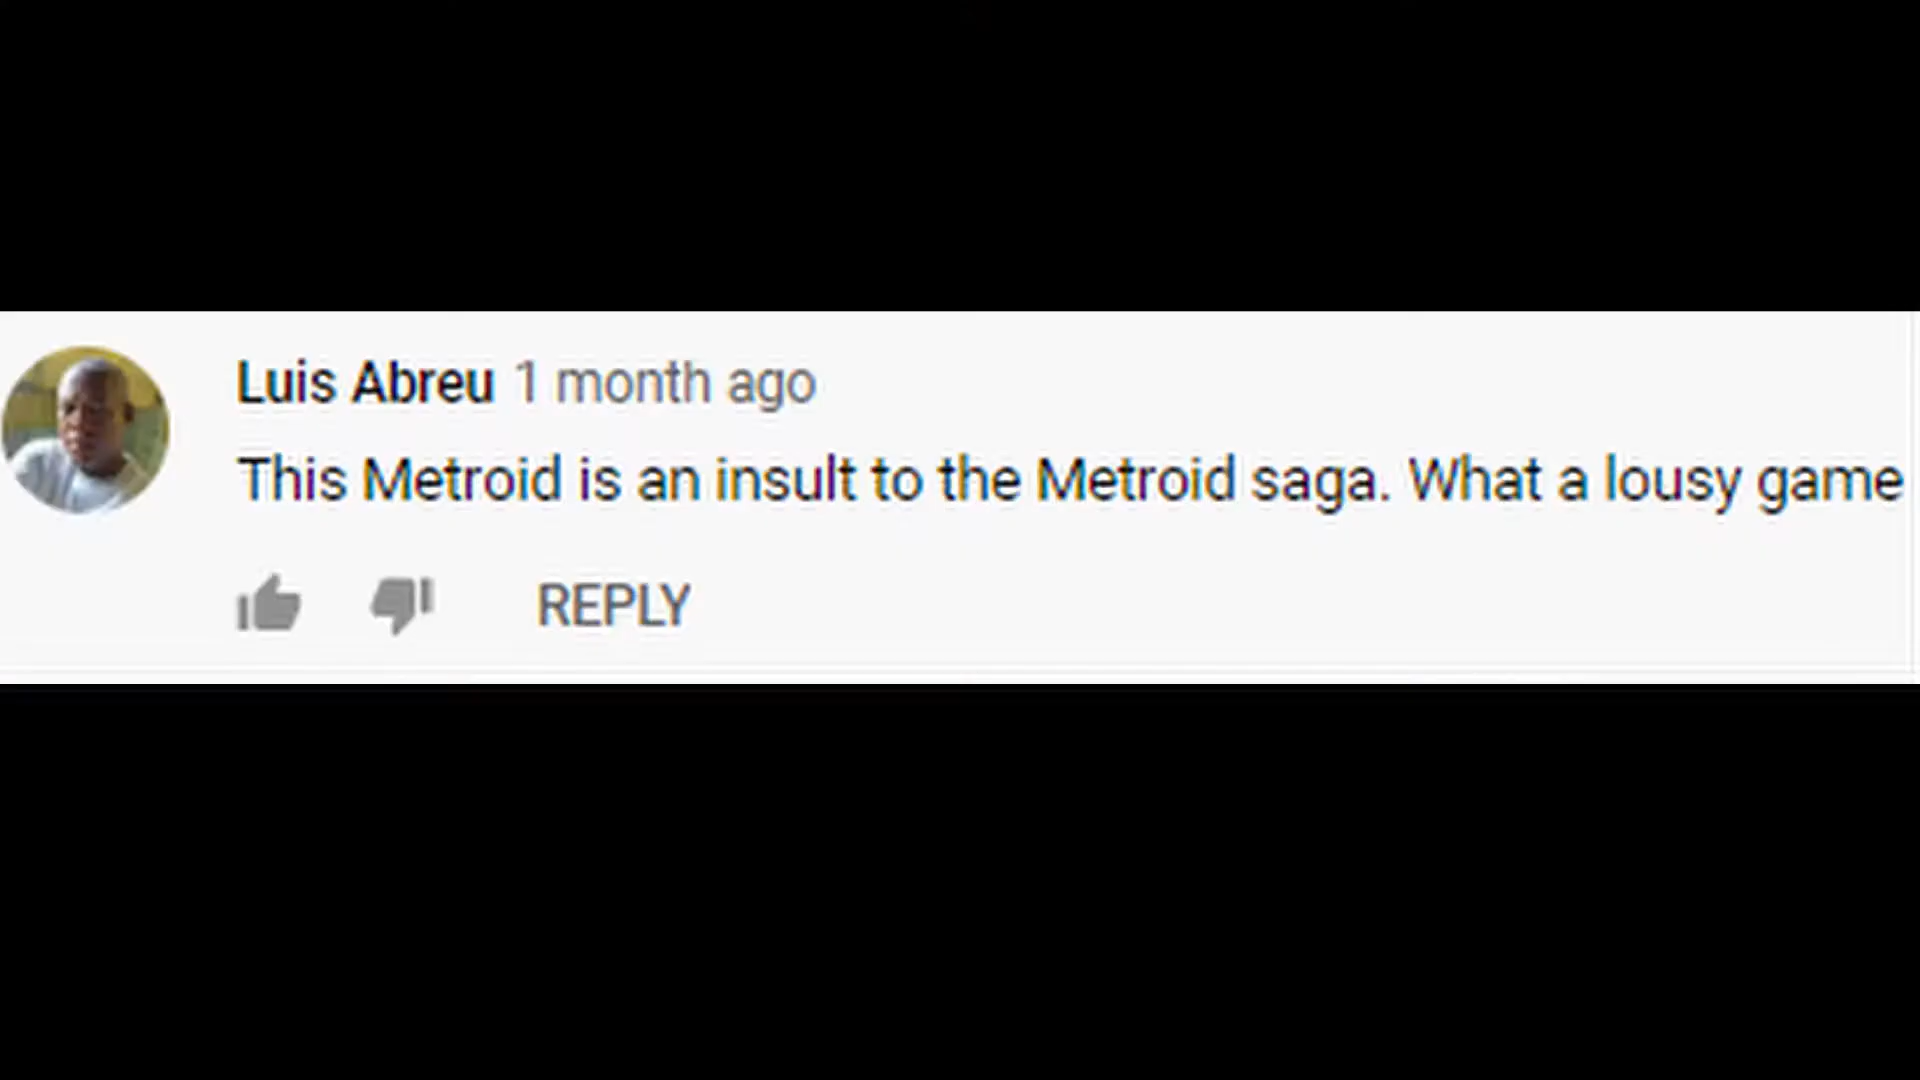 Luis Abreu 1 month ago
This Metroid is an insult to the Metroid saga. What a lousy game
REPLY